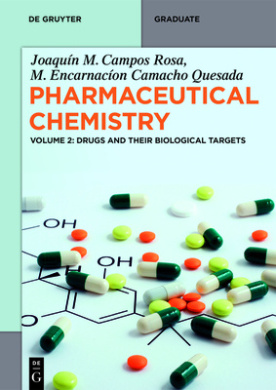 DE GRUYTER GRADUATE
Joaquín M. Campos Rosa,
M. Encarnacíon Camacho Quesada
PHARMACEUTICAL
CHEMISTRY
VOLUME 2: DRUGS AND THEIR BIOLOGICAL TARGETS
OH
OH
DE
G